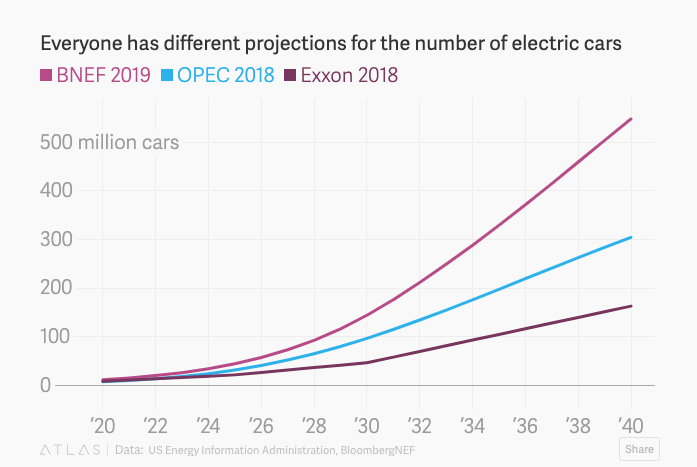 Everyone has different projections for the number of electric cars
BNEF 2019 OPEC 2018 Exxon 2018
500 million cars
400
300
200
100
0
'20 '22 '24 '26 '28 '30 '32 '34 '36 '38 '40
ATLAS | Data: US Energy Information Administration, BloombergNEF Share